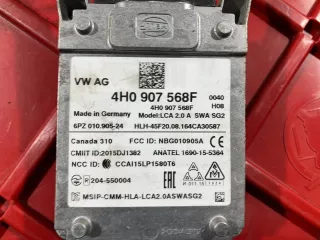 VW AG
4H0 907 568F 0040
4H0 907 568F H08
Made in Germany Model:LCA 2.0 A SWA SG2
6PZ 010.905-24 HLH-4SF20.08.164CA30587
Canada 310 FCC ID: NBG010905A
CMIIT ID:2015DJ1382 ANATEL 1690-15-5364
NCC ID: CCAI15LP1580T6
204-550004
MSIP-CMM-HLA-LCA2.0ASWASG2